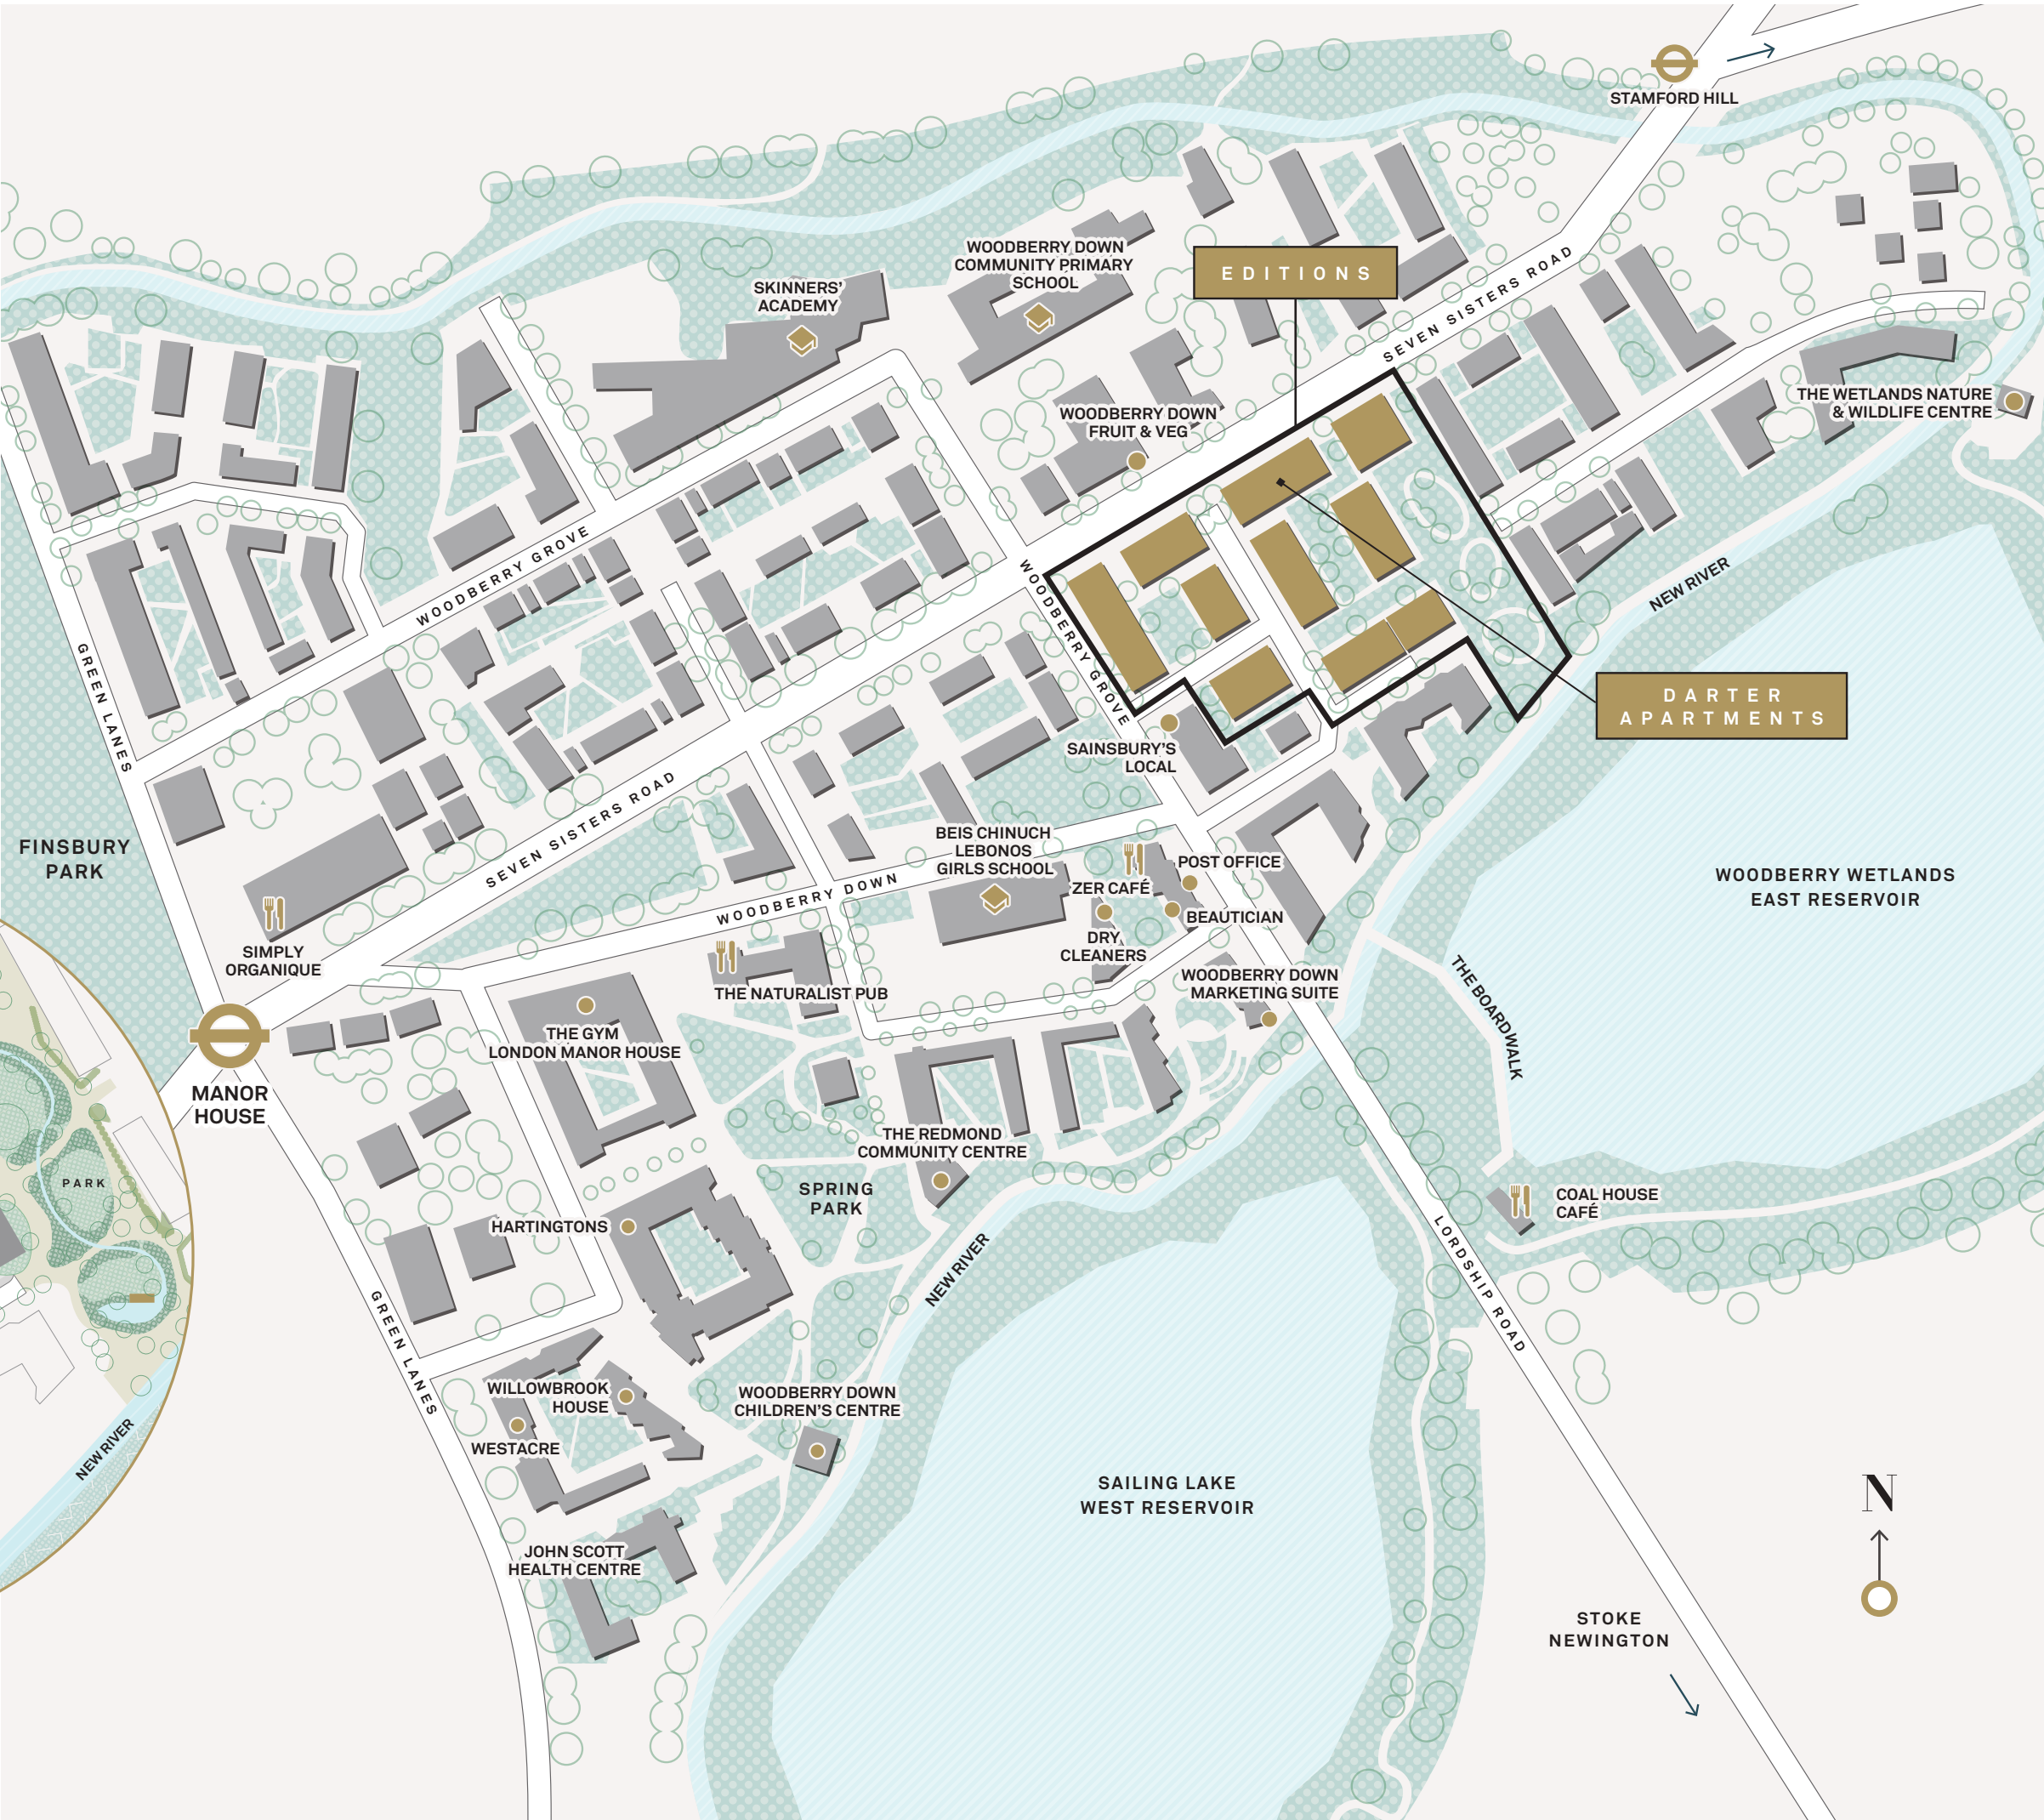 STAMFORD HILL
WOODBERRY DOWN
COMMUNITY PRIMARY
SCHOOL
EDITIONS
SKINNERS'
ACADEMY
SEVEN SISTERS ROAD
THE WETLANDS NATURE
& WILDLIFE CENTRE
WOODBERRY DOWN
FRUIT & VEG
WOODBERRY GROVE
WOODBERRY GROVE
NEW RIVER
GREEN LANES
DARTER
APARTMENTS
SAINSBURY'S
LOCAL
SEVEN SISTERS ROAD
FINSBURY
PARK
BEIS CHINUCH
LEBONOS
GIRLS SCHOOL
POST OFFICE
ZER CAFÉ
WOODBERRY DOWN
BEAUTICIAN
DRY
CLEANERS
WOODBERRY WETLANDS
EAST RESERVOIR
SIMPLY
ORGANIQUE
THE NATURALIST PUB
WOODBERRY DOWN
MARKETING SUITE
THE BOARDWALK
THE GYM
LONDON MANOR HOUSE
MANOR
HOUSE
THE REDMOND
COMMUNITY CENTRE
PARK
SPRING
PARK
COAL HOUSE
CAFÉ
HARTINGTONS
NEW RIVER
LORDSHIP ROAD
GREEN LANES
WILLOWBROOK
HOUSE
WOODBERRY DOWN
CHILDREN'S CENTRE
WESTACRE
NEW RIVER
SAILING LAKE
WEST RESERVOIR
N
JOHN SCOTT
HEALTH CENTRE
STOKE
NEWINGTON